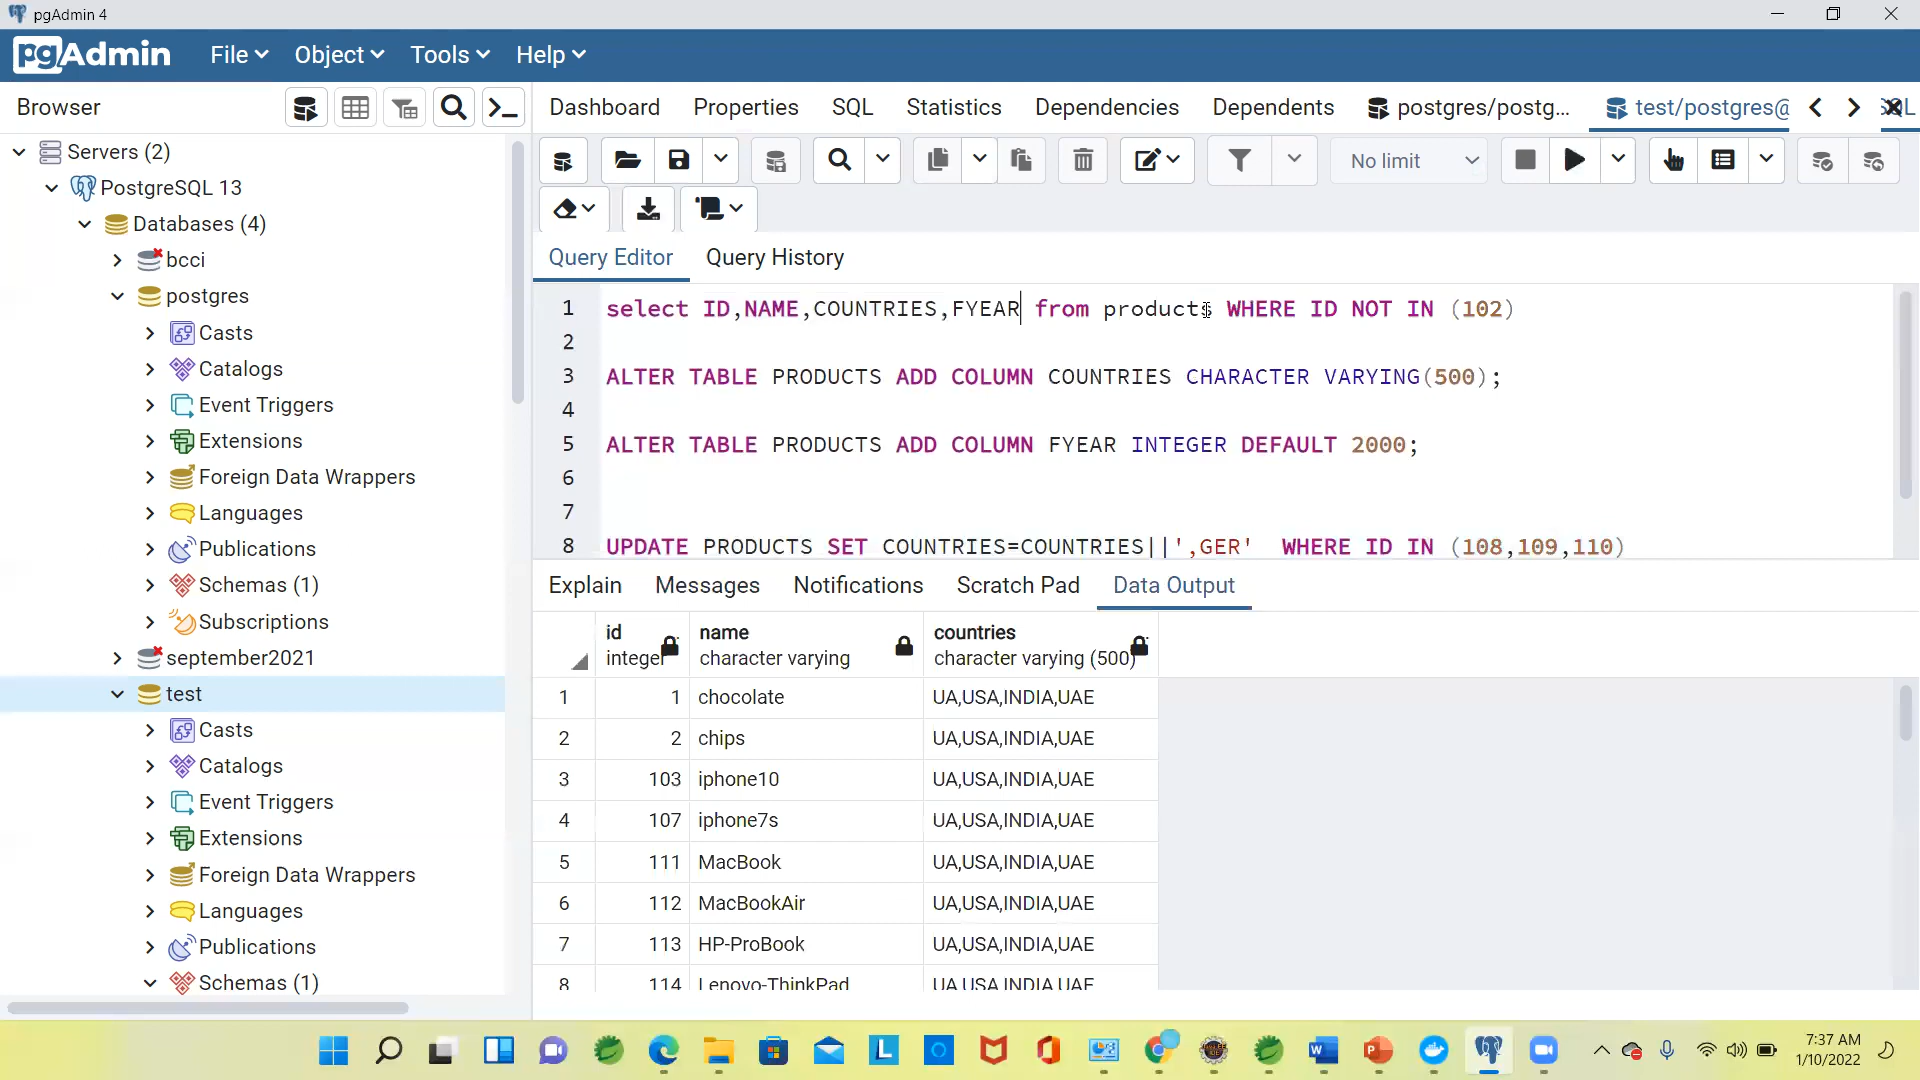 pgAdmin 4
pgAdmin File Object Tools Help
Browser
Dashboard Properties SQL Statistics Dependencies Dependents postgres/postg... test/postgres@
No limit
Query Editor Query History
Servers (2)
PostgreSQL 13
Databases (4)
bcci
postgres
Casts
Catalogs
Event Triggers
Extensions
Foreign Data Wrappers
Languages
Publications
Schemas (1)
Subscriptions
september2021
test
Casts
Catalogs
Event Triggers
Extensions
Foreign Data Wrappers
Languages
Publications
Schemas (1)
1 select ID,NAME,COUNTRIES,FYEAR from products WHERE ID NOT IN (102)
2
3 ALTER TABLE PRODUCTS ADD COLUMN COUNTRIES CHARACTER VARYING(500);
4
5 ALTER TABLE PRODUCTS ADD COLUMN FYEAR INTEGER DEFAULT 2000;
6
7
8 UPDATE PRODUCTS SET COUNTRIES=COUNTRIES||',GER' WHERE ID IN (108,109,110)
Explain Messages Notifications Scratch Pad Data Output
id name countries
integer character varying character varying (500)
1 1 chocolate UA,USA,INDIA,UAE
2 2 chips UA,USA,INDIA,UAE
3 103 iphone10 UA,USA,INDIA,UAE
4 107 iphone7s UA,USA,INDIA,UAE
5 111 MacBook UA,USA,INDIA,UAE
6 112 MacBookAir UA,USA,INDIA,UAE
7 113 HP-ProBook UA,USA,INDIA,UAE
8 114 Lenovo-ThinkPad UA,USA,INDIA,UAE
7:37 AM
1/10/2022